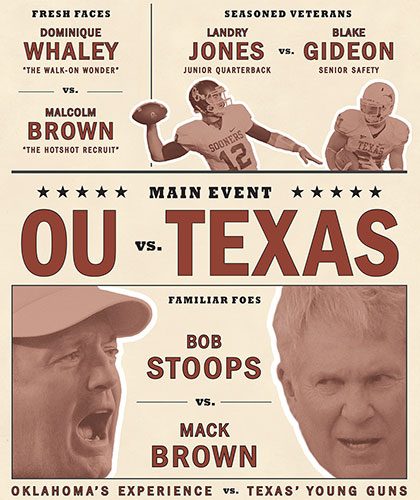 FRESH FACES
DOMINIQUE
WHALEY
"THE WALK-ON WONDER"
vs.
MALCOLM
BROWN
"THE HOTSHOT RECRUIT"
SEASONED VETERANS
LANDRY
JONES
JUNIOR QUARTERBACK
vs.
BLAKE
GIDEON
SENIOR SAFETY
SOONERS
12
TEXAS
★★★★★ MAIN EVENT ★★★★★
OU vs. TEXAS
FAMILIAR FOES
BOB
STOOPS
vs.
MACK
BROWN
OKLAHOMA'S EXPERIENCE vs. TEXAS' YOUNG GUNS